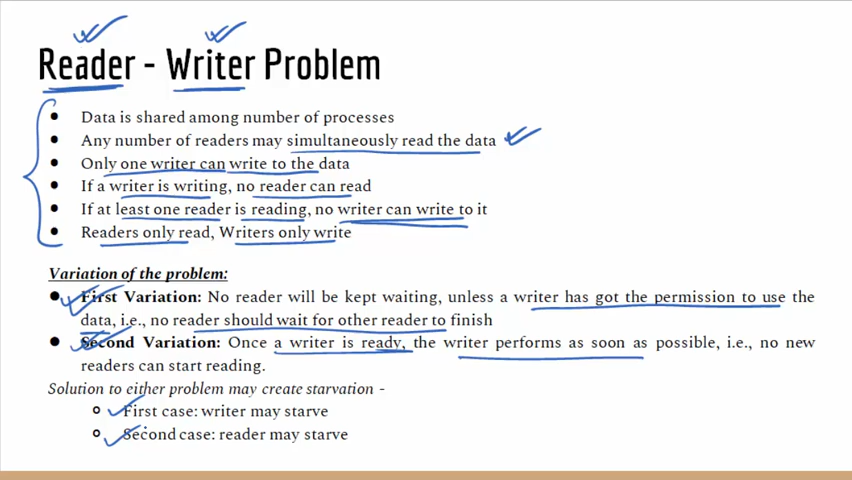 Reader - Writer Problem
● Data is shared among number of processes
● Any number of readers may simultaneously read the data
● Only one writer can write to the data
● If a writer is writing, no reader can read
● If at least one reader is reading, no writer can write to it
● Readers only read, Writers only write
Variation of the problem:
● First Variation: No reader will be kept waiting, unless a writer has got the permission to use the
data, i.e., no reader should wait for other reader to finish
● Second Variation: Once a writer is ready, the writer performs as soon as possible, i.e., no new
readers can start reading.
Solution to either problem may create starvation -
○ First case: writer may starve
○ Second case: reader may starve